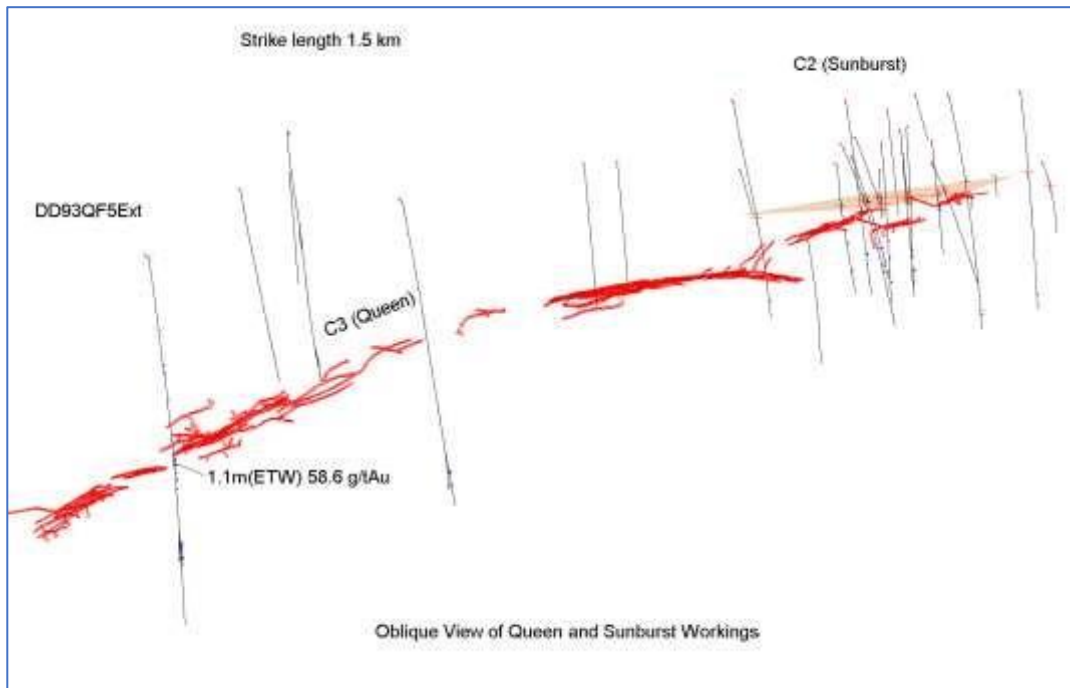 Strike length 1.5 km
C2 (Sunburst)
DD93QF5Ext
C3 (Queen)
1.1m(ETW) 58.6 g/tAu
Oblique View of Queen and Sunburst Workings